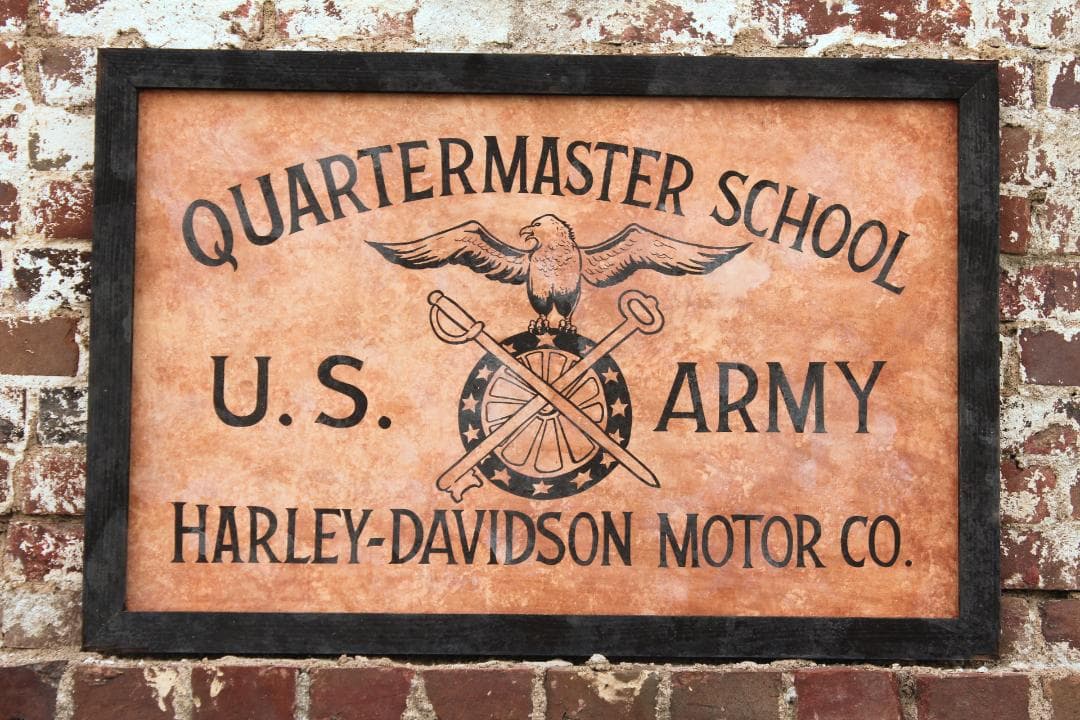 QUARTERMASTER SCHOOL
U.S. ARMY
HARLEY-DAVIDSON MOTOR CO.